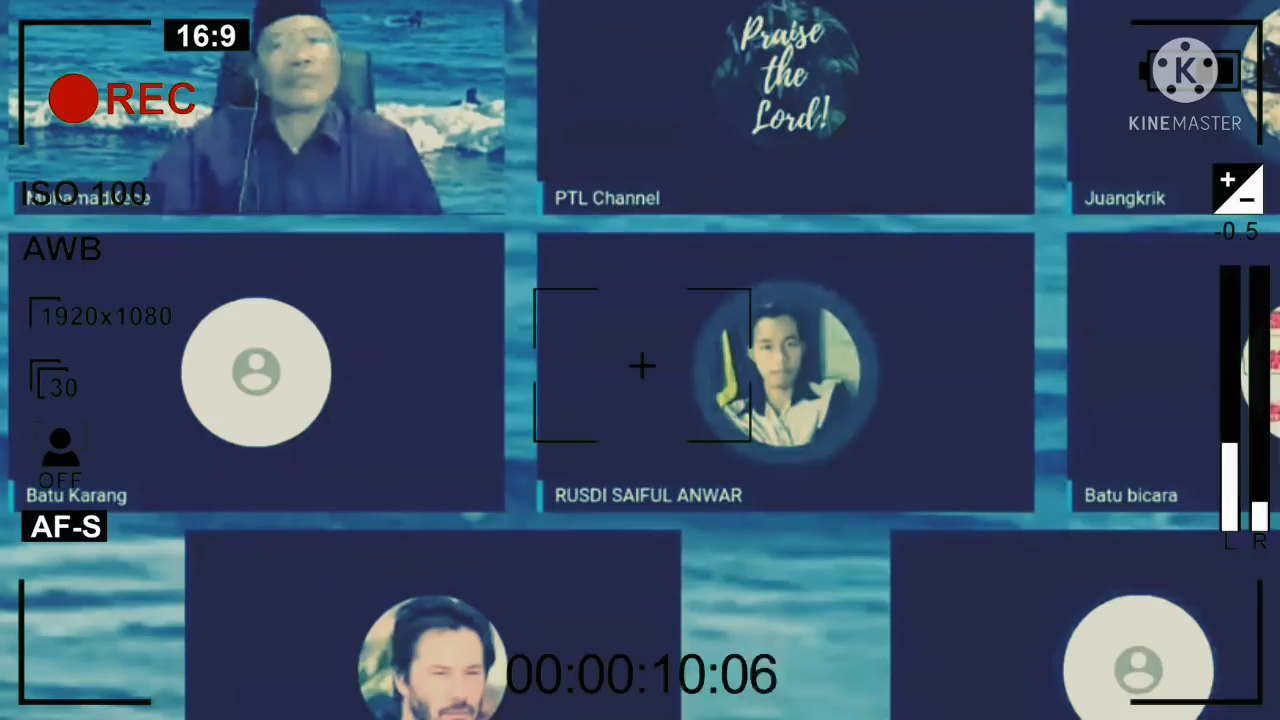 16:9
REC
Praise
the
Lord!
K
KINEMASTER
ISO 100
PTL Channel
Juangkrik
+
-
-0.5
AWB
1920x1080
30
OFF
Batu Karang
RUSDI SAIFUL ANWAR
Batu bicara
AF-S
L R
00:00:10:06